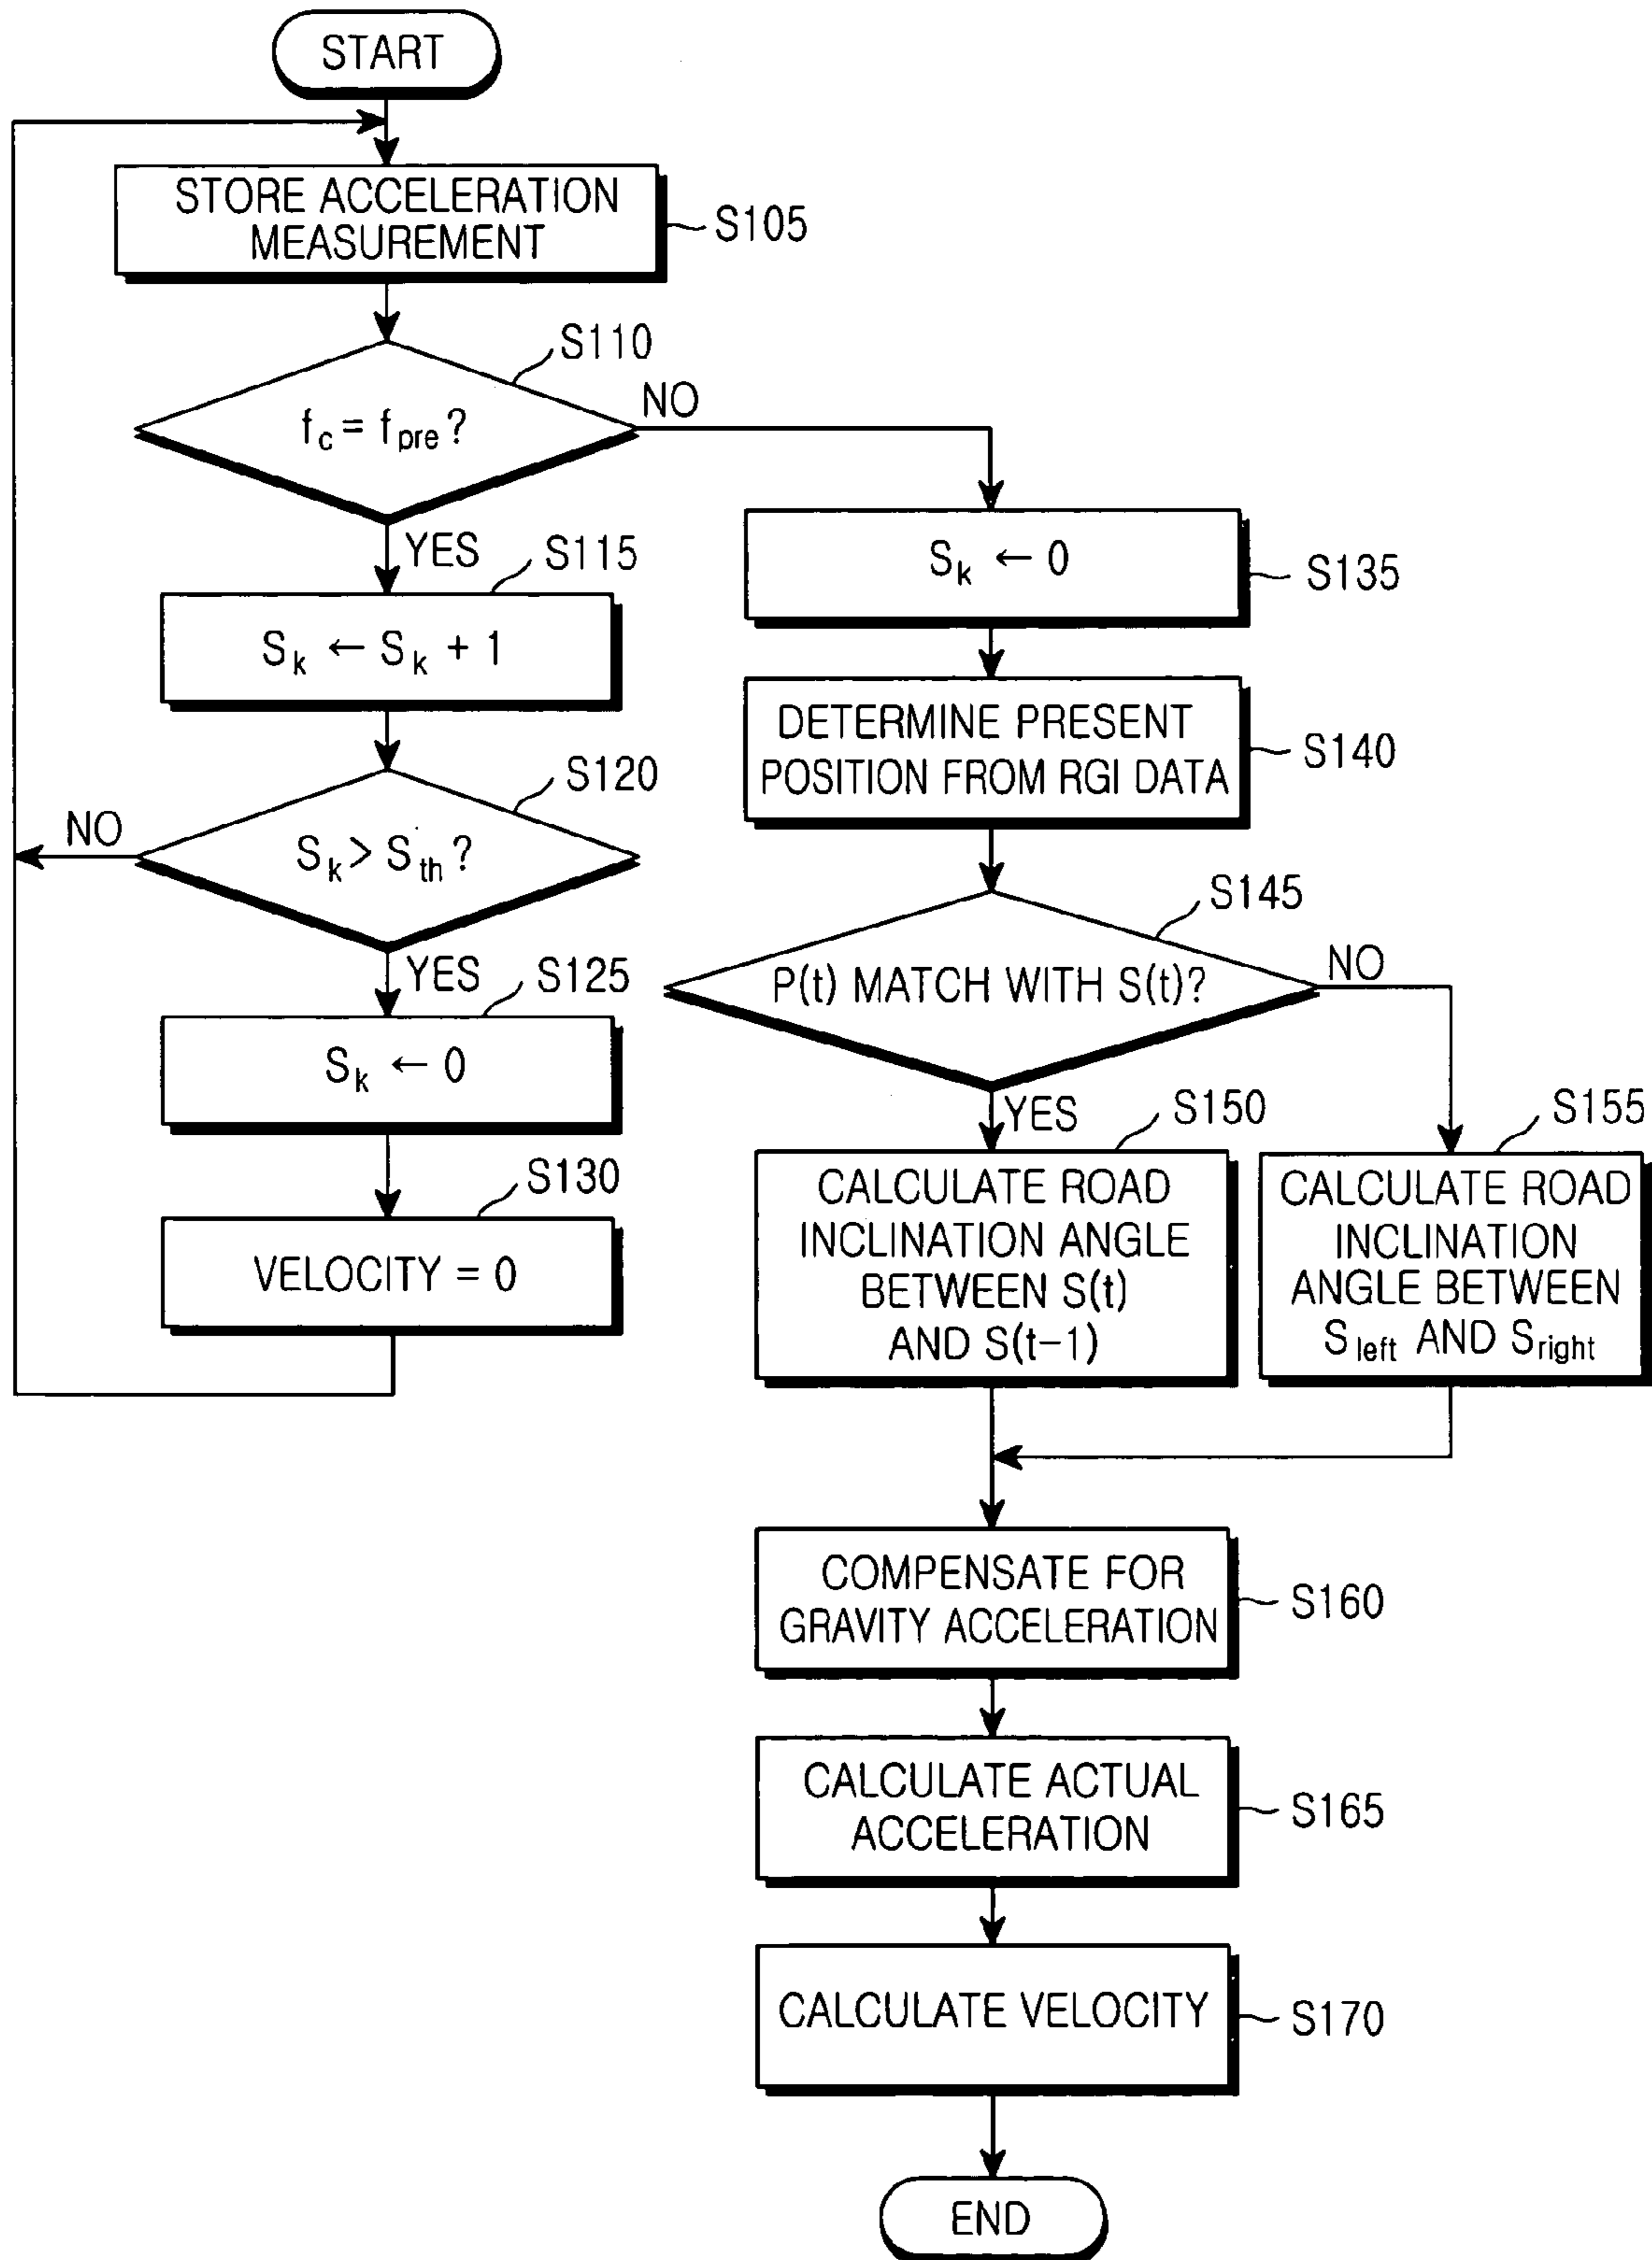 START
STORE ACCELERATION
MEASUREMENT
S105
S110
f_c = f_pre ?
NO
YES
S115
S_k ← S_k + 1
S120
S_k > S_th ?
NO
YES
S125
S_k ← 0
S130
VELOCITY = 0
S_k ← 0
S135
DETERMINE PRESENT
POSITION FROM RGI DATA
S140
S145
P(t) MATCH WITH S(t)?
NO
YES
S150
CALCULATE ROAD
INCLINATION ANGLE
BETWEEN S(t)
AND S(t-1)
S155
CALCULATE ROAD
INCLINATION
ANGLE BETWEEN
S_left AND S_right
COMPENSATE FOR
GRAVITY ACCELERATION
S160
CALCULATE ACTUAL
ACCELERATION
S165
CALCULATE VELOCITY
S170
END